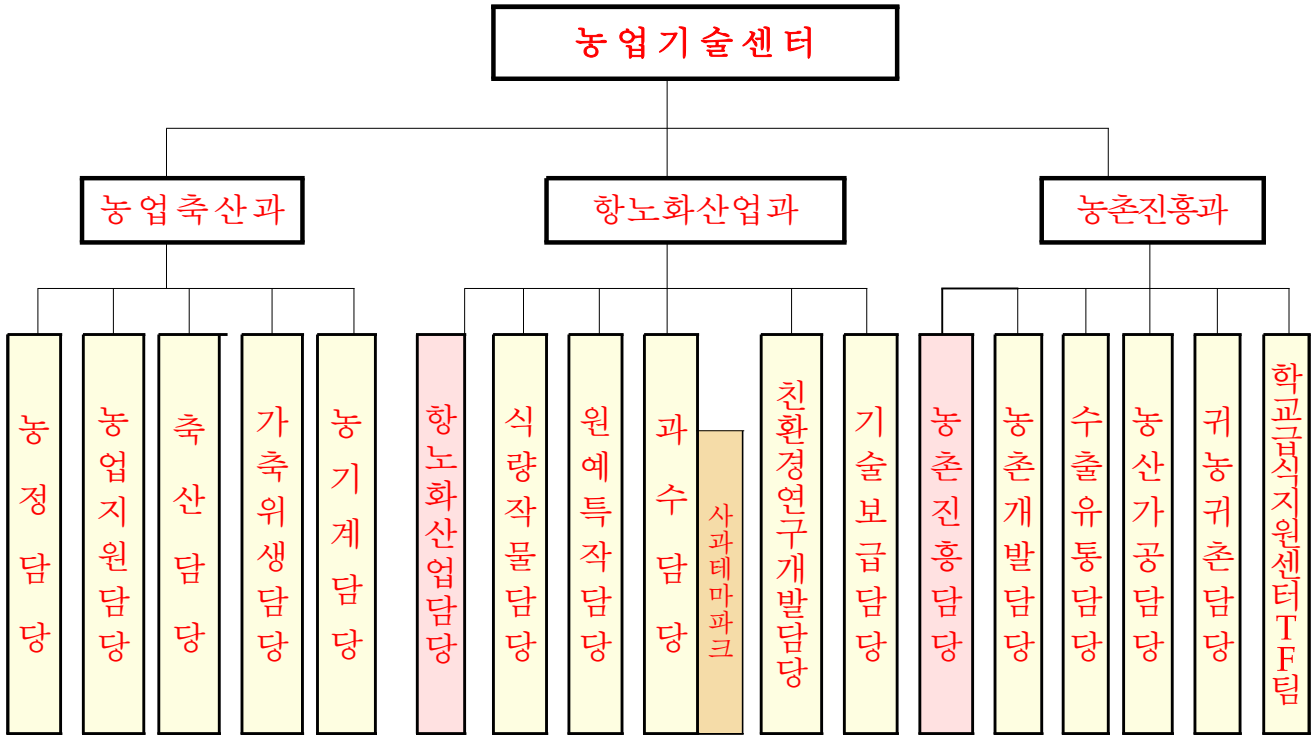 농업기술센터
농업축산과
항노화산업과
농촌진흥과
농정담당
농업지원담당
축산담당
가축위생담당
농기계담당
항노화산업담당
식량작물담당
원예특작담당
과수담당
사과테마파크
친환경연구개발담당
기술보급담당
농촌진흥담당
농촌개발담당
수출유통담당
농산가공담당
귀농귀촌담당
학교급식지원센터TF팀